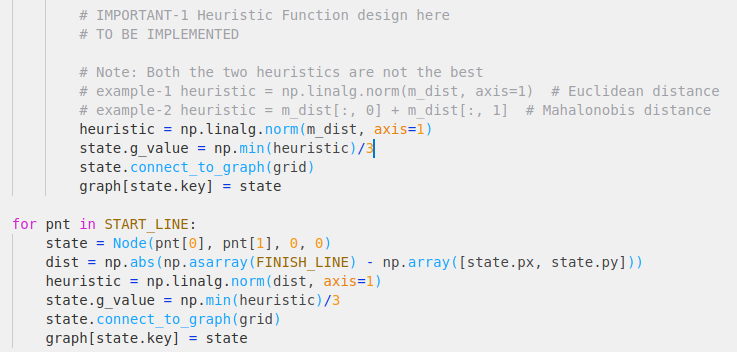 # IMPORTANT-1 Heuristic Function design here
# TO BE IMPLEMENTED
# Note: Both the two heuristics are not the best
# example-1 heuristic = np.linalg.norm(m_dist, axis=1)  # Euclidean distance
# example-2 heuristic = m_dist[:, 0] + m_dist[:, 1]  # Mahalonobis distance
heuristic = np.linalg.norm(m_dist, axis=1)
state.g_value = np.min(heuristic)/3
state.connect_to_graph(grid)
graph[state.key] = state
for pnt in START_LINE:
state = Node(pnt[0], pnt[1], 0, 0)
dist = np.abs(np.asarray(FINISH_LINE) - np.array([state.px, state.py]))
heuristic = np.linalg.norm(dist, axis=1)
state.g_value = np.min(heuristic)/3
state.connect_to_graph(grid)
graph[state.key] = state